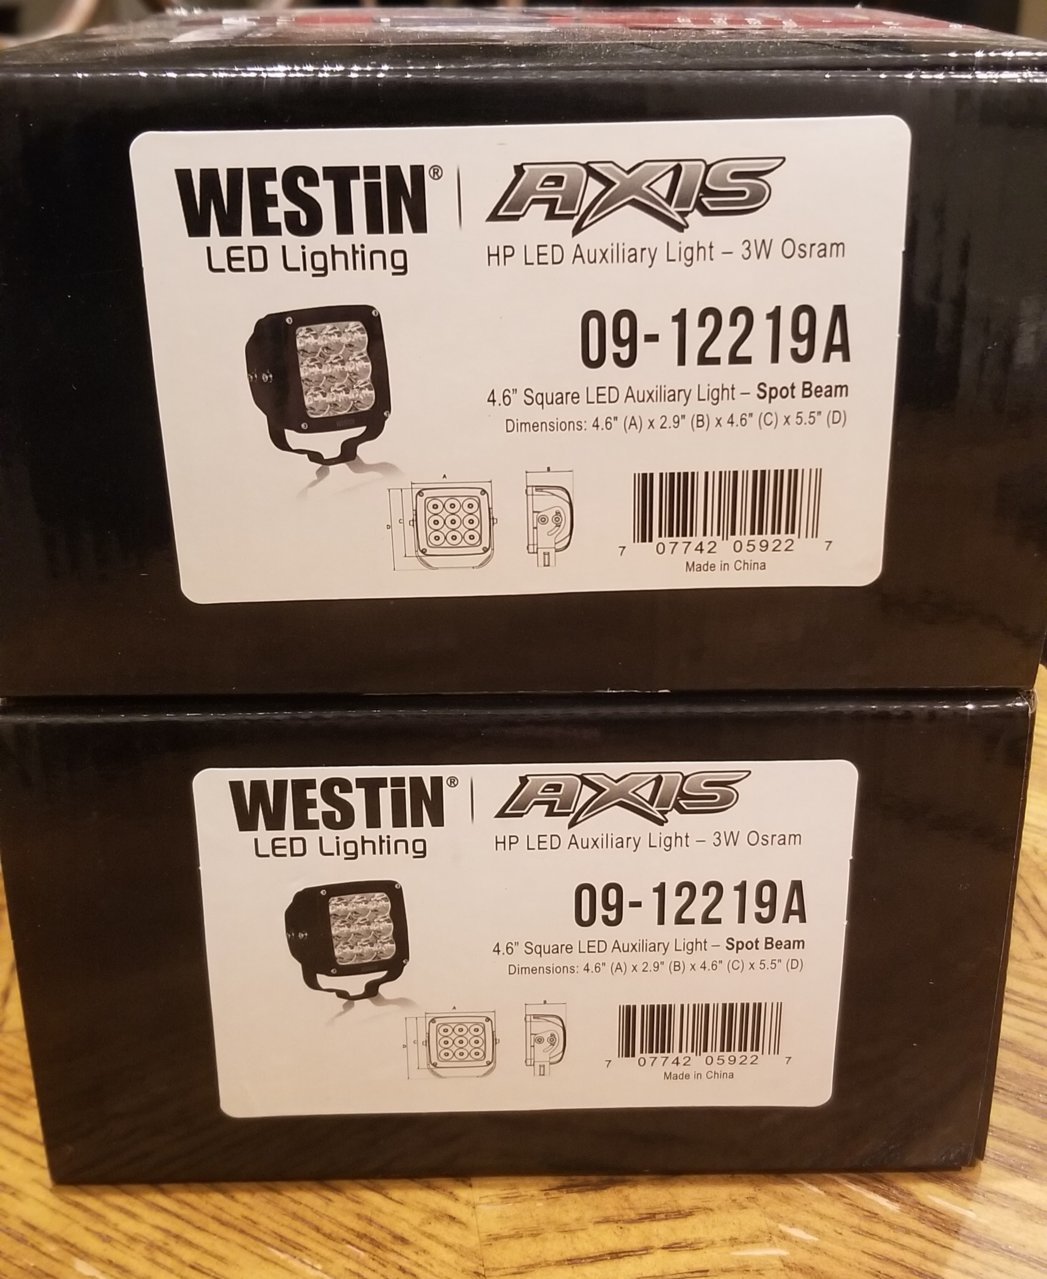 WESTiN® | AXIS
LED Lighting
HP LED Auxiliary Light – 3W Osram
09-12219A
4.6" Square LED Auxiliary Light – Spot Beam
Dimensions: 4.6" (A) x 2.9" (B) x 4.6" (C) x 5.5" (D)
A
B
C
D
7 07742 05922 7
Made in China
WESTiN® | AXIS
LED Lighting
HP LED Auxiliary Light – 3W Osram
09-12219A
4.6" Square LED Auxiliary Light – Spot Beam
Dimensions: 4.6" (A) x 2.9" (B) x 4.6" (C) x 5.5" (D)
A
B
C
D
7 07742 05922 7
Made in China